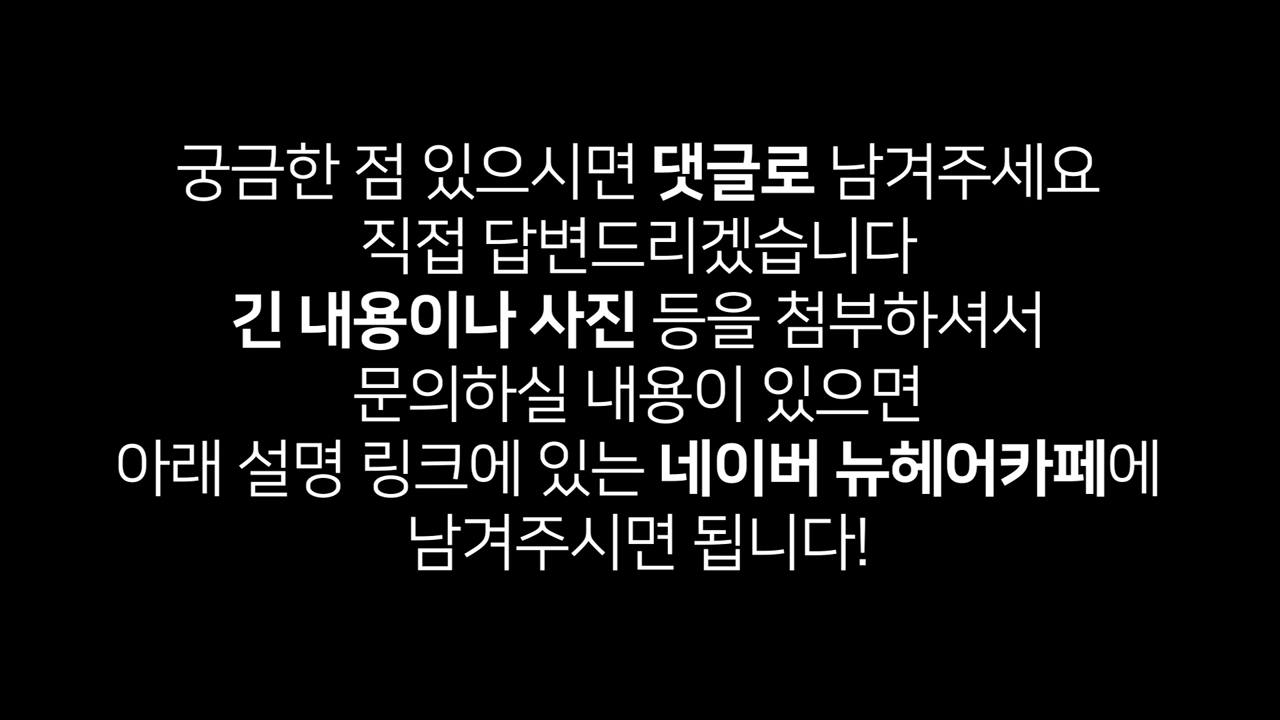 궁금한 점 있으시면 댓글로 남겨주세요
직접 답변드리겠습니다
긴 내용이나 사진 등을 첨부하셔서
문의하실 내용이 있으면
아래 설명 링크에 있는 네이버 뉴헤어카페에
남겨주시면 됩니다!